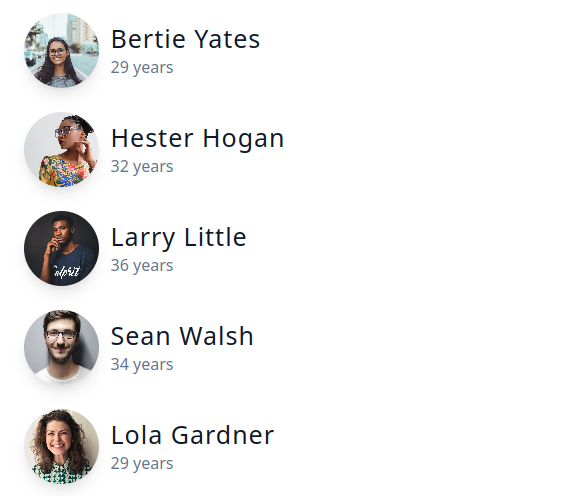 Bertie Yates
29 years
Hester Hogan
32 years
Larry Little
36 years
Sean Walsh
34 years
Lola Gardner
29 years